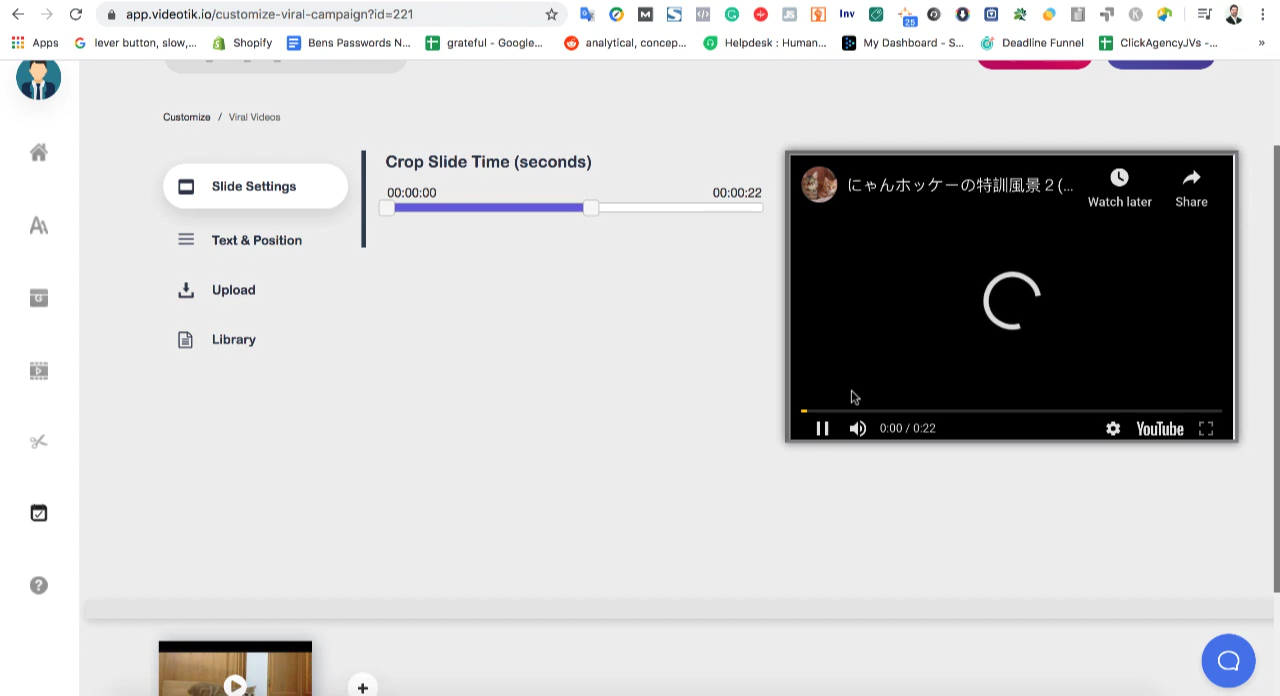 app.videotik.io/customize-viral-campaign?id=221
Inv
25
Apps
lever button, slow,...
Shopify
Bens Passwords N...
grateful - Google...
analytical, concep...
Helpdesk : Human...
My Dashboard - S...
Deadline Funnel
ClickAgencyJVs -...
»
Customize / Viral Videos
Slide Settings
Text & Position
Upload
Library
Crop Slide Time (seconds)
00:00:00
00:00:22
にゃんホッケーの特訓風景２(...
Watch later
Share
0:00 / 0:22
YouTube